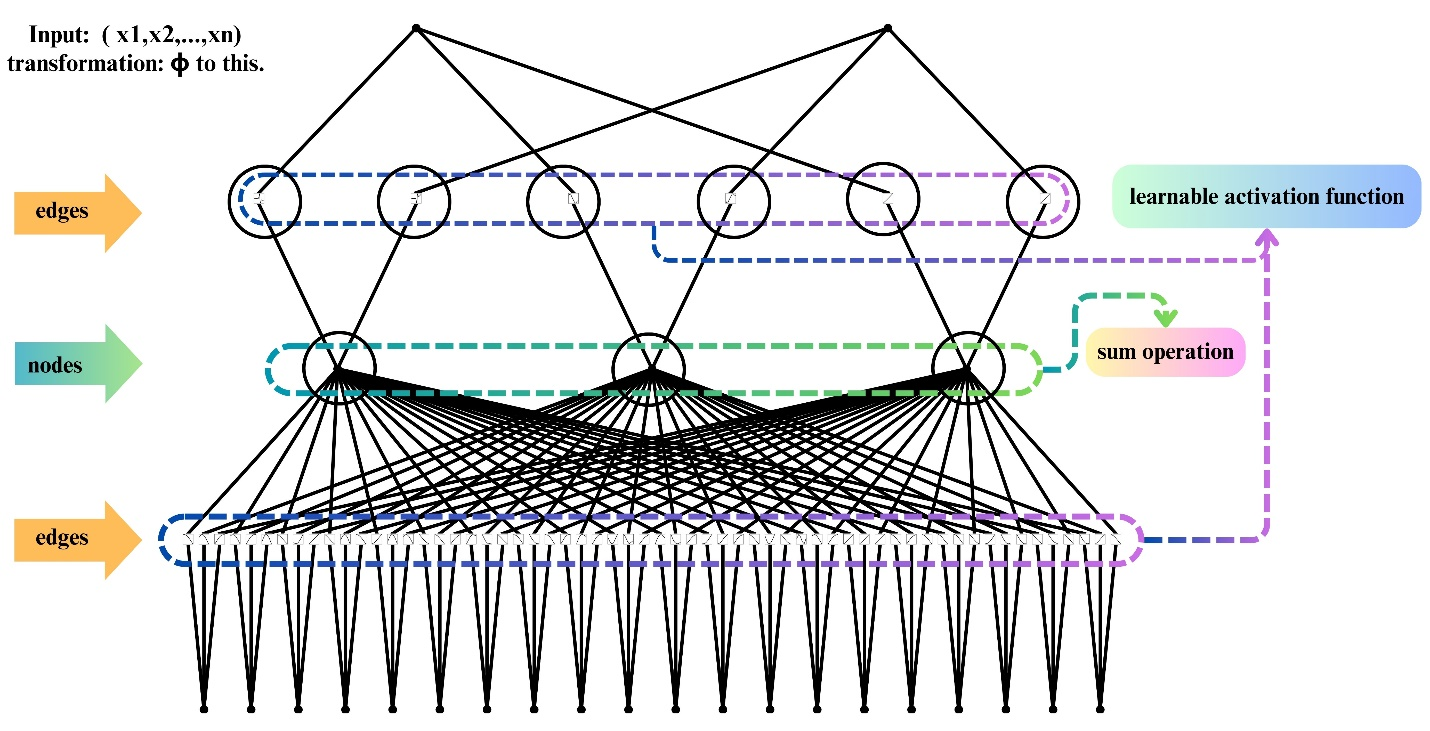 Input: ( x1,x2,...,xn)
transformation: ϕ to this.
edges
learnable activation function
nodes
sum operation
edges